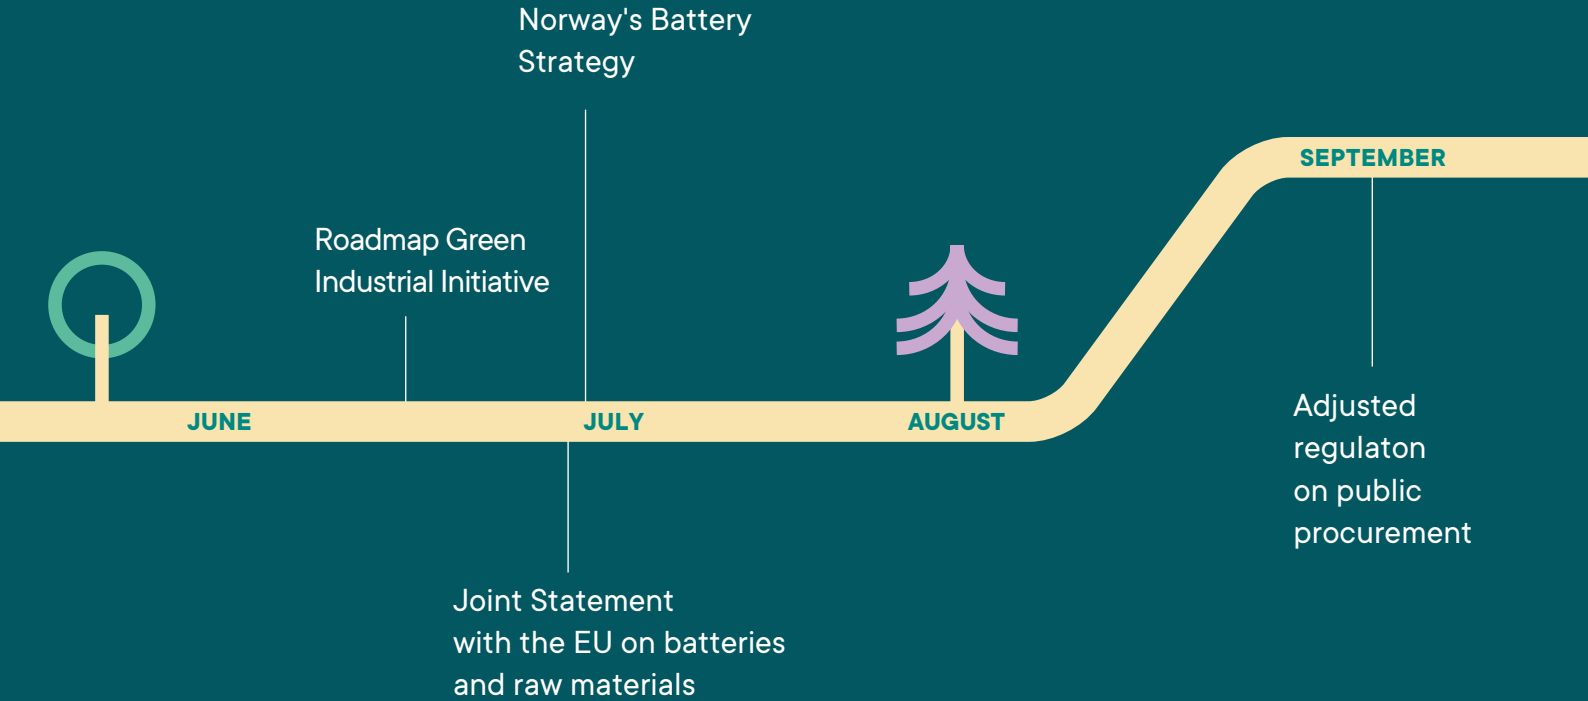 Norway's Battery
Strategy
SEPTEMBER
Roadmap Green
Industrial Initiative
JUNE
JULY
AUGUST
Adjusted
regulaton
on public
procurement
Joint Statement
with the EU on batteries
and raw materials